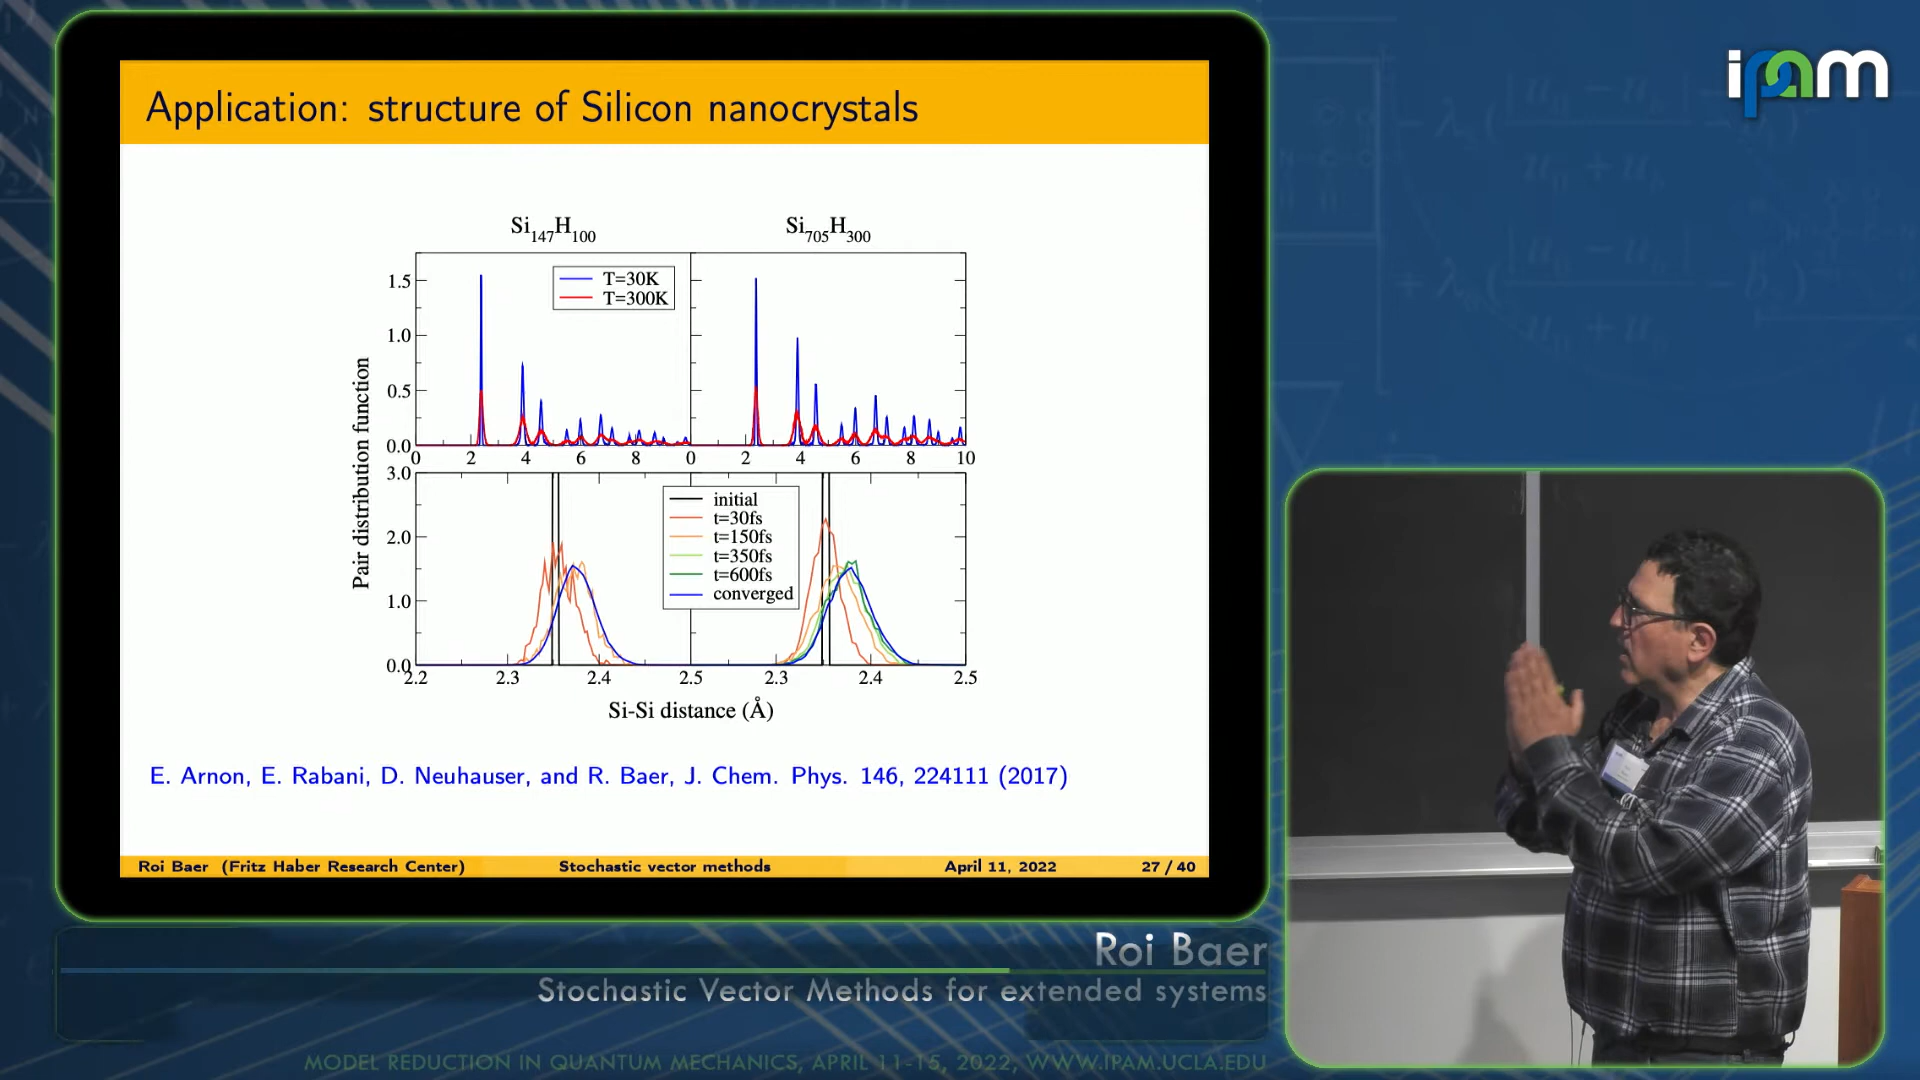 ipam
Application: structure of Silicon nanocrystals
Si147H100
Si705H300
T=30K
T=300K
1.5
1.0
0.5
0.0
0 2 4 6 8 0 2 4 6 8 10
Pair distribution function
3.0
2.0
1.0
0.0
initial
t=30fs
t=150fs
t=350fs
t=600fs
converged
2.2 2.3 2.4 2.5 2.3 2.4 2.5
Si-Si distance (Å)
E. Arnon, E. Rabani, D. Neuhauser, and R. Baer, J. Chem. Phys. 146, 224111 (2017)
Roi Baer (Fritz Haber Research Center) Stochastic vector methods April 11, 2022 27 / 40
Roi Baer
Stochastic Vector Methods for extended systems
MODEL REDUCTION IN QUANTUM MECHANICS, APRIL 11-15, 2022, WWW.IPAM.UCLA.EDU